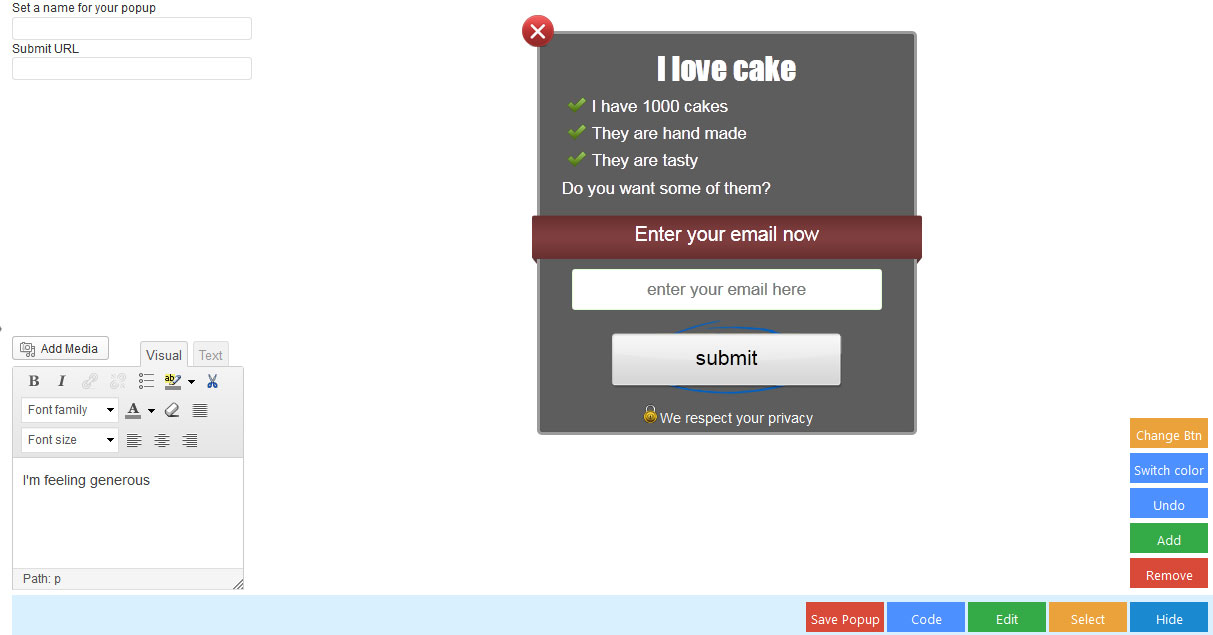 Set a name for your popup
Submit URL
I love cake
I have 1000 cakes
They are hand made
They are tasty
Do you want some of them?
Enter your email now
enter your email here
submit
We respect your privacy
Add Media
Visual Text
B I
ab
Font family A
Font size
I'm feeling generous
Path: p
Change Btn
Switch color
Undo
Add
Remove
Save Popup Code Edit Select Hide